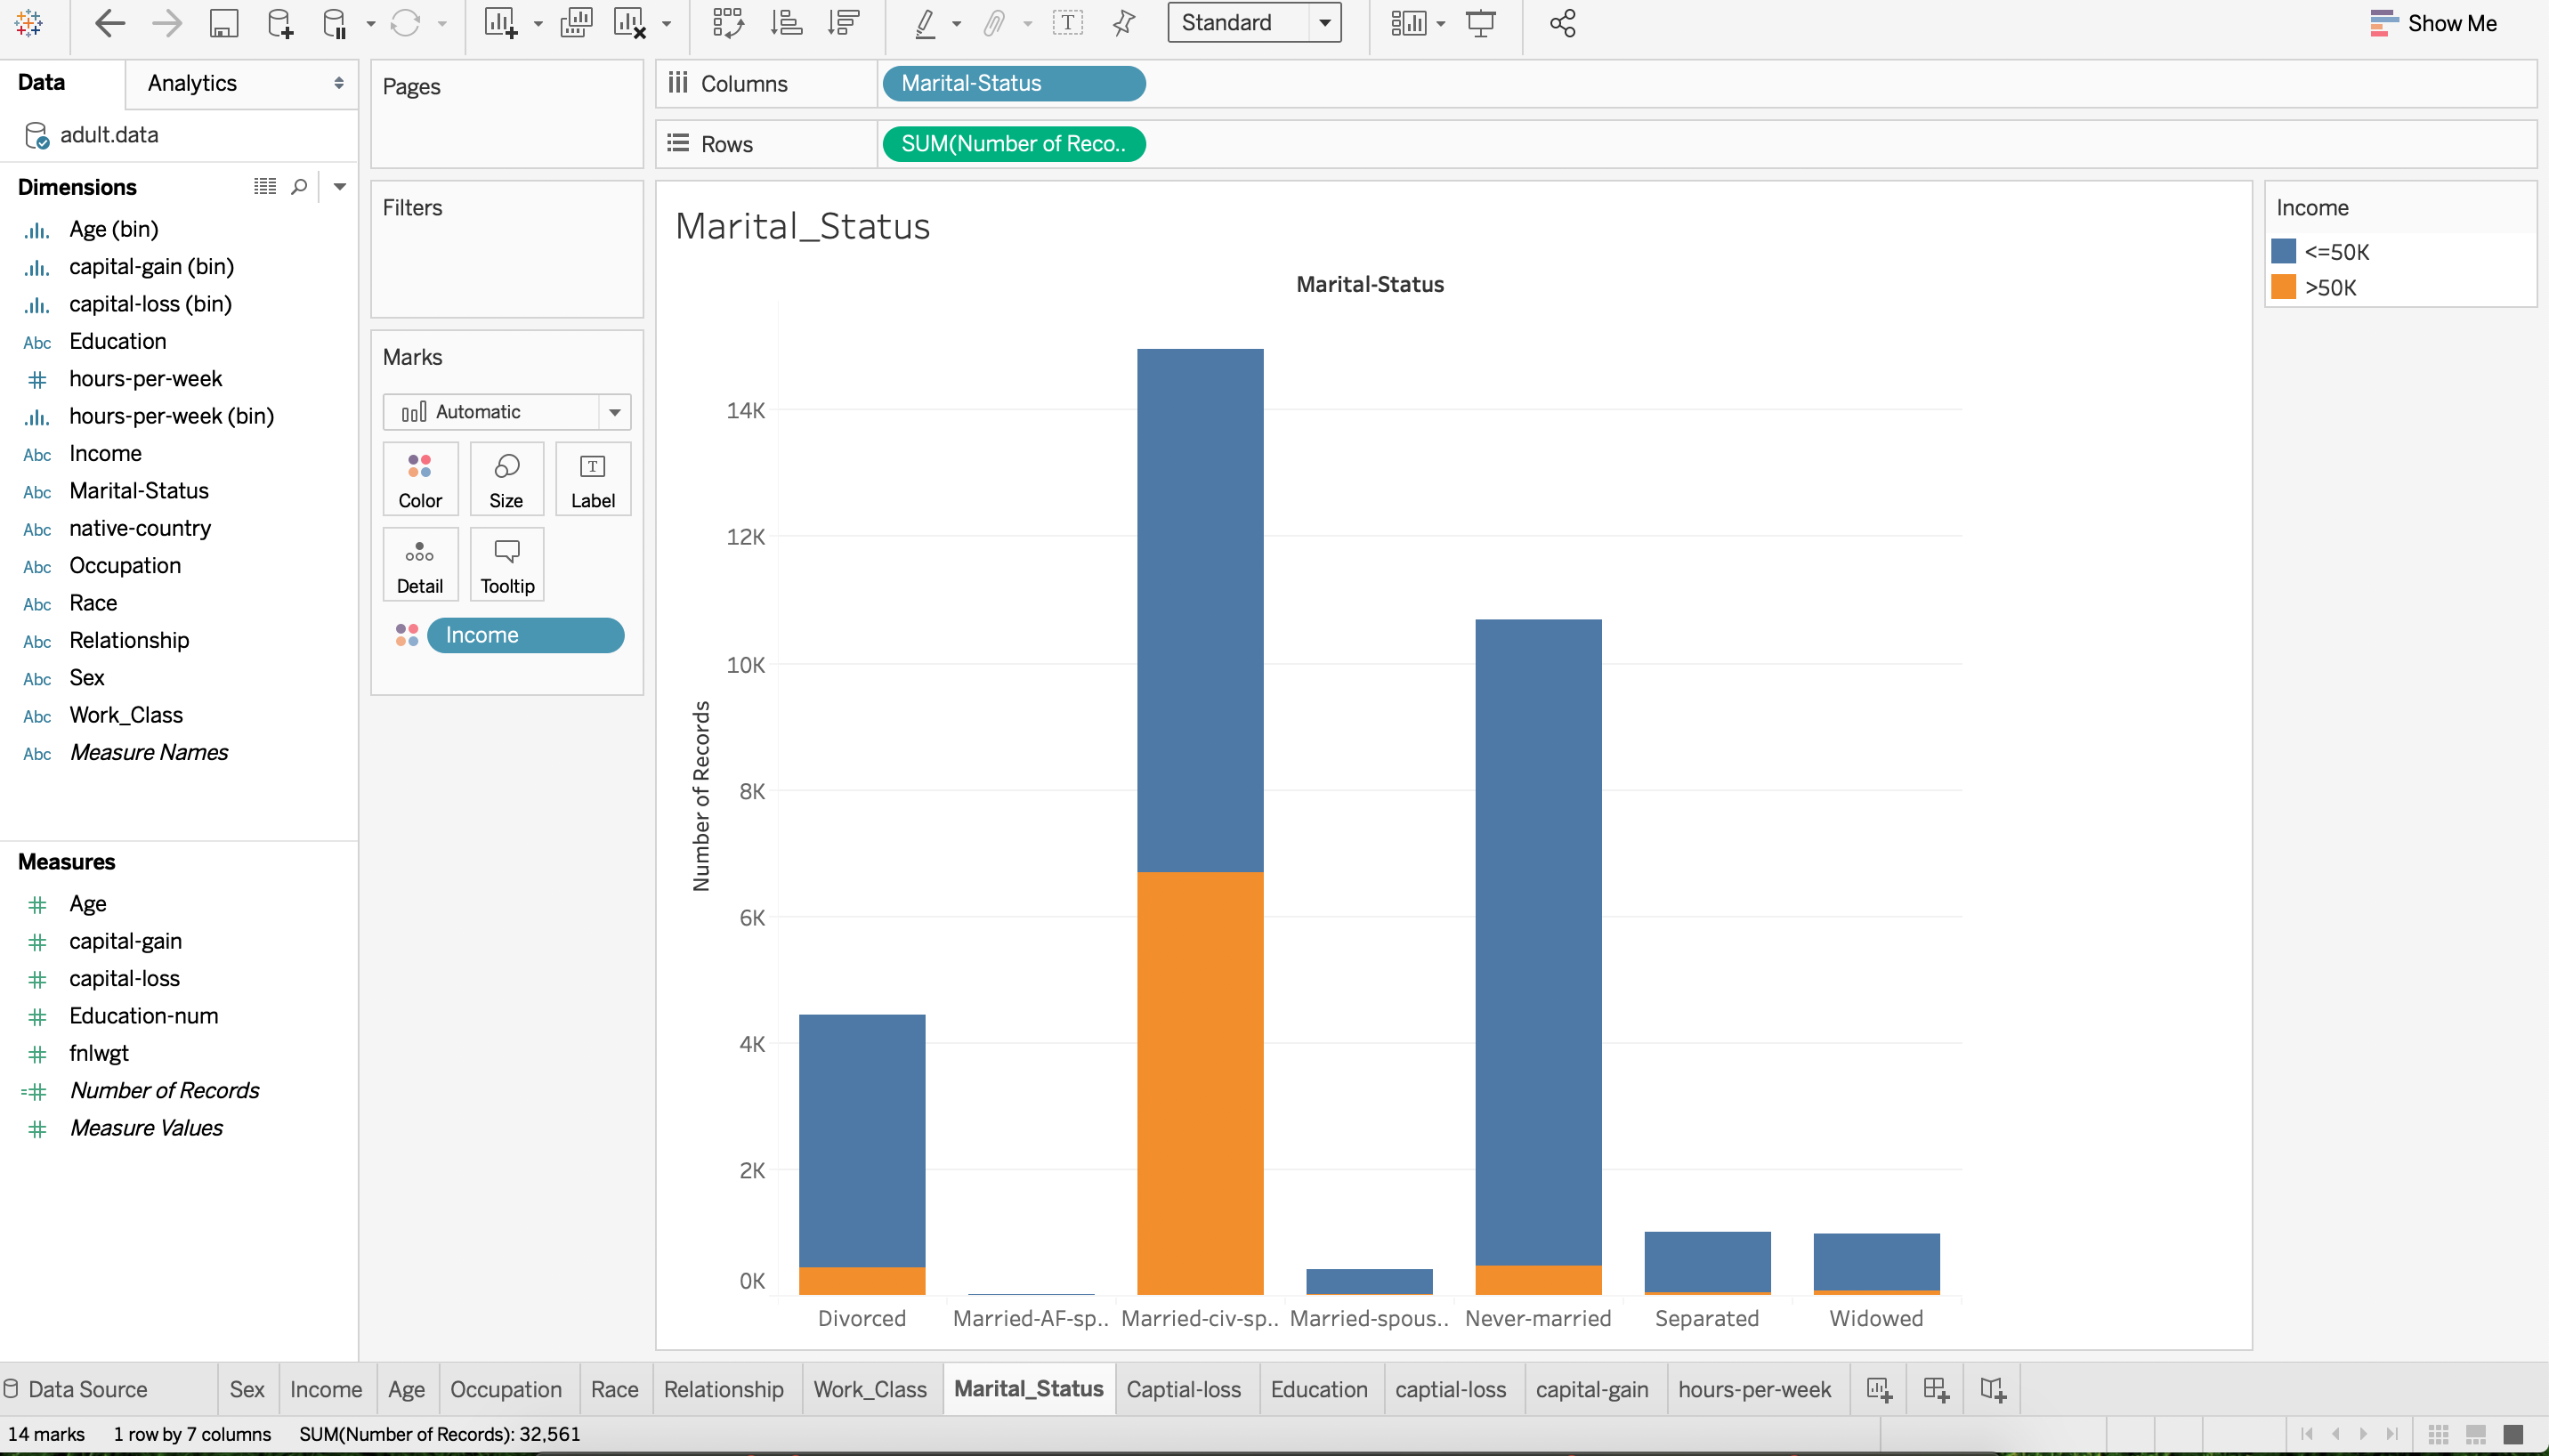 Standard
Show Me
Data
Analytics
adult.data
Dimensions
Age (bin)
capital-gain (bin)
capital-loss (bin)
Abc Education
hours-per-week
hours-per-week (bin)
Abc Income
Abc Marital-Status
Abc native-country
Abc Occupation
Abc Race
Abc Relationship
Abc Sex
Abc Work_Class
Abc Measure Names
Measures
Age
capital-gain
capital-loss
Education-num
fnlwgt
Number of Records
Measure Values
Pages
Filters
Marks
Automatic
Color Size Label
Detail Tooltip
Income
Columns Marital-Status
Rows SUM(Number of Reco..
Marital_Status
Marital-Status
14K
12K
10K
8K
6K
4K
2K
0K
Number of Records
Divorced Married-AF-sp.. Married-civ-sp.. Married-spous.. Never-married Separated Widowed
Income
<=50K
>50K
Data Source Sex Income Age Occupation Race Relationship Work_Class Marital_Status Captial-loss Education captial-loss capital-gain hours-per-week
14 marks 1 row by 7 columns SUM(Number of Records): 32,561